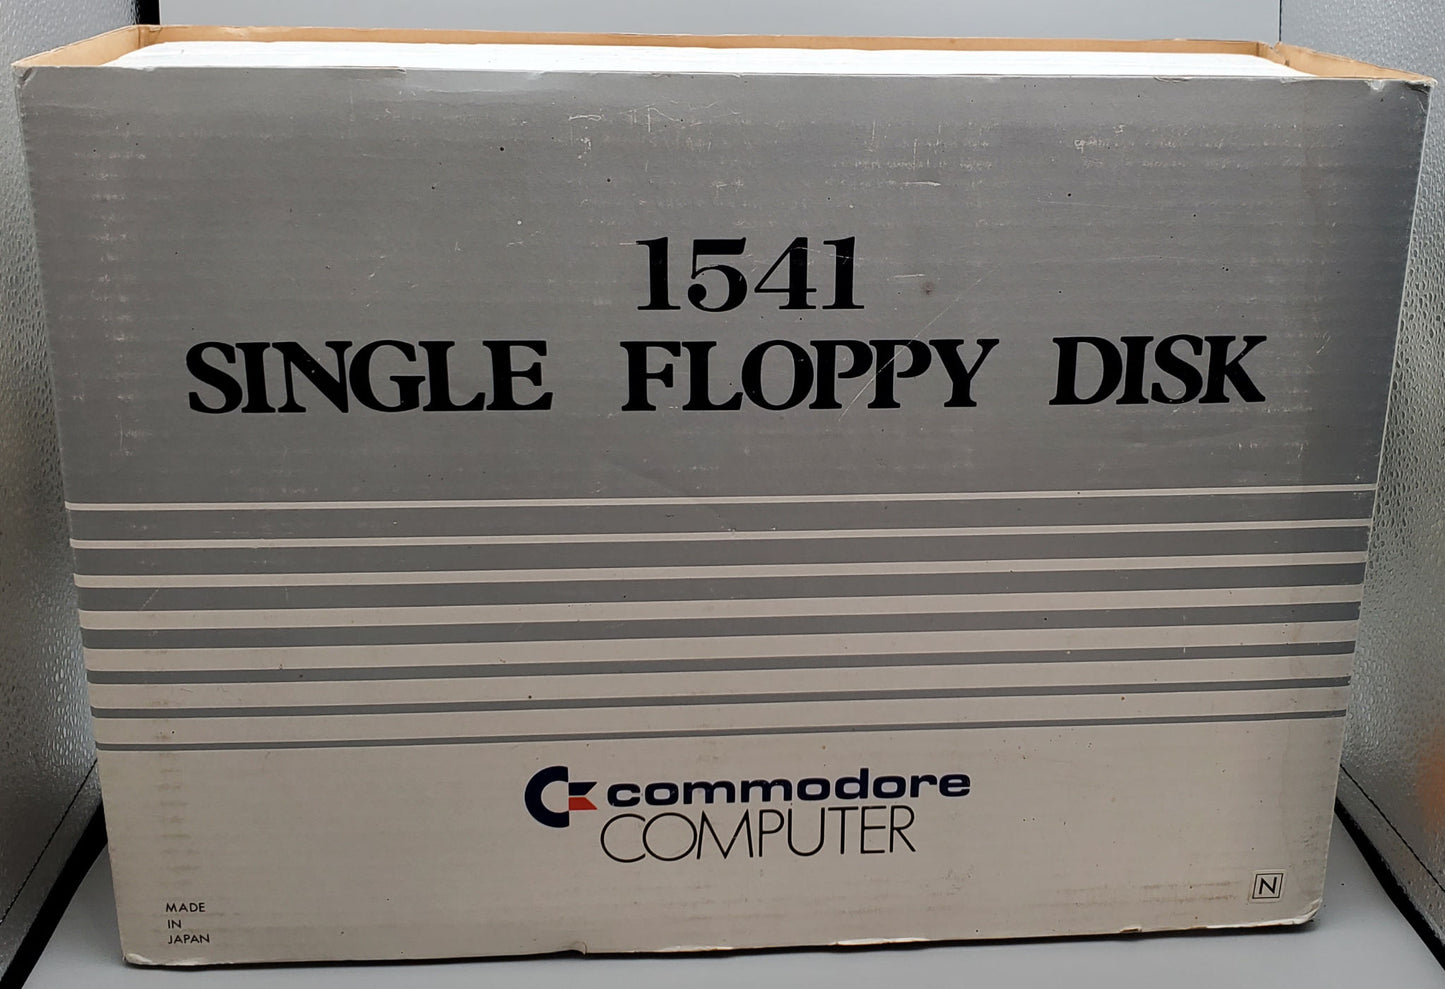 1541
SINGLE FLOPPY DISK
commodore
COMPUTER
MADE
IN
JAPAN
N